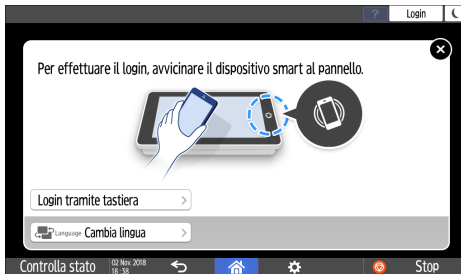 ?
Login
Per effettuare il login, avvicinare il dispositivo smart al pannello.
Login tramite tastiera
Language Cambia lingua
Controlla stato
02 Nov. 2018
18:38
Stop